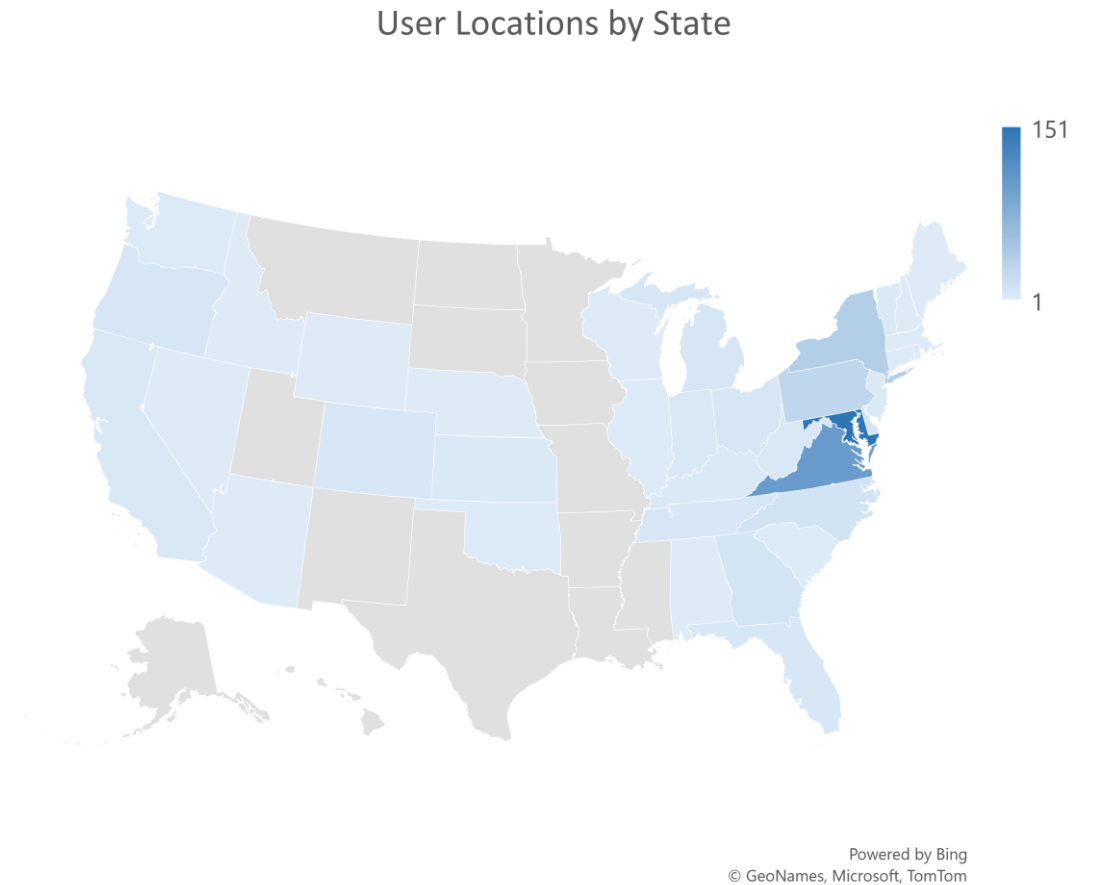 User Locations by State
151
1
Powered by Bing
© GeoNames, Microsoft, TomTom